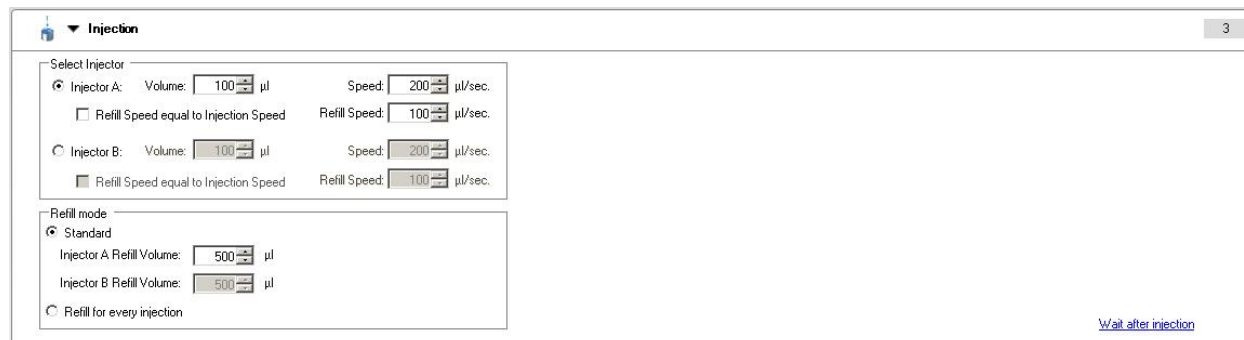 Injection
3
Select Injector
Injector A: Volume: 100 µl Speed: 200 µl/sec.
Refill Speed equal to Injection Speed Refill Speed: 100 µl/sec.
Injector B: Volume: 100 µl Speed: 200 µl/sec.
Refill Speed equal to Injection Speed Refill Speed: 100 µl/sec.
Refill mode
Standard
Injector A Refill Volume: 500 µl
Injector B Refill Volume: 500 µl
Refill for every injection
Wait after injection